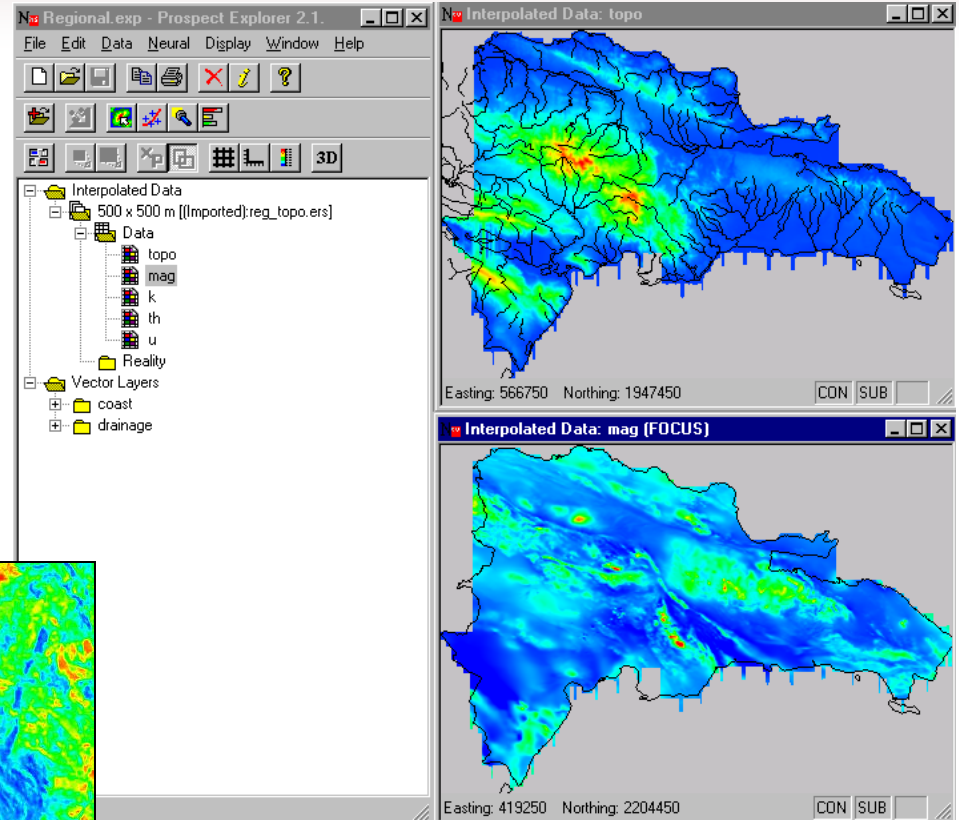 Regional.exp - Prospect Explorer 2.1.
File Edit Data Neural Display Window Help
3D
Interpolated Data
500 x 500 m [(Imported):reg_topo.ers]
Data
topo
mag
k
th
u
Reality
Vector Layers
coast
drainage
Interpolated Data: topo
Easting: 566750 Northing: 1947450 CON SUB
Interpolated Data: mag (FOCUS)
Easting: 419250 Northing: 2204450 CON SUB